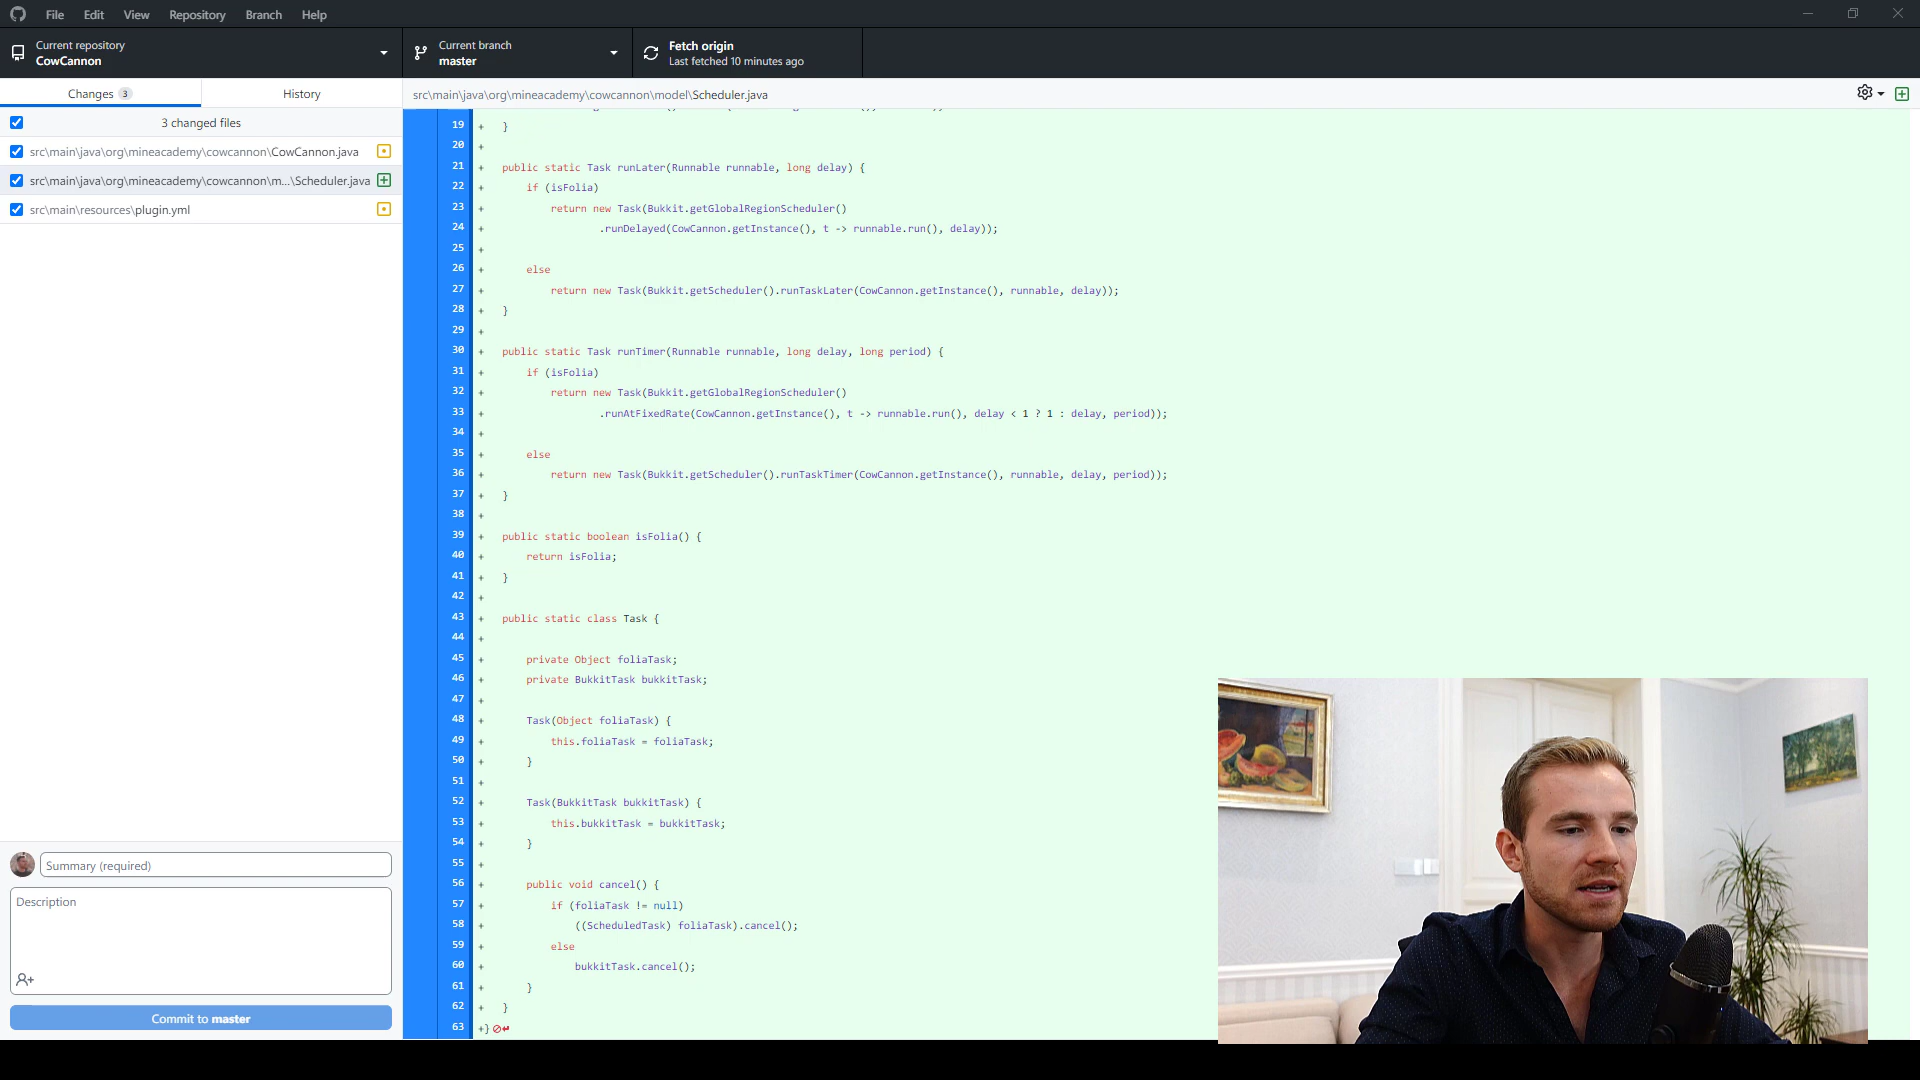 File Edit View Repository Branch Help
Current repository
CowCannon
Current branch
master
Fetch origin
Last fetched 10 minutes ago
Changes 3
History
src\main\java\org\mineacademy\cowcannon\model\Scheduler.java
3 changed files
src\main\java\org\mineacademy\cowcannon\CowCannon.java
src\main\java\org\mineacademy\cowcannon\m...\Scheduler.java
src\main\resources\plugin.yml
19 + }
20 +
21 + public static Task runLater(Runnable runnable, long delay) {
22 + if (isFolia)
23 + return new Task(Bukkit.getGlobalRegionScheduler()
24 + .runDelayed(CowCannon.getInstance(), t -> runnable.run(), delay));
25 +
26 + else
27 + return new Task(Bukkit.getScheduler().runTaskLater(CowCannon.getInstance(), runnable, delay));
28 + }
29 +
30 + public static Task runTimer(Runnable runnable, long delay, long period) {
31 + if (isFolia)
32 + return new Task(Bukkit.getGlobalRegionScheduler()
33 + .runAtFixedRate(CowCannon.getInstance(), t -> runnable.run(), delay < 1 ? 1 : delay, period));
34 +
35 + else
36 + return new Task(Bukkit.getScheduler().runTaskTimer(CowCannon.getInstance(), runnable, delay, period));
37 + }
38 +
39 + public static boolean isFolia() {
40 + return isFolia;
41 + }
42 +
43 + public static class Task {
44 +
45 + private Object foliaTask;
46 + private BukkitTask bukkitTask;
47 +
48 + Task(Object foliaTask) {
49 + this.foliaTask = foliaTask;
50 + }
51 +
52 + Task(BukkitTask bukkitTask) {
53 + this.bukkitTask = bukkitTask;
54 + }
55 +
56 + public void cancel() {
57 + if (foliaTask != null)
58 + ((ScheduledTask) foliaTask).cancel();
59 + else
60 + bukkitTask.cancel();
61 + }
62 + }
63 +}
Summary (required)
Description
Commit to master